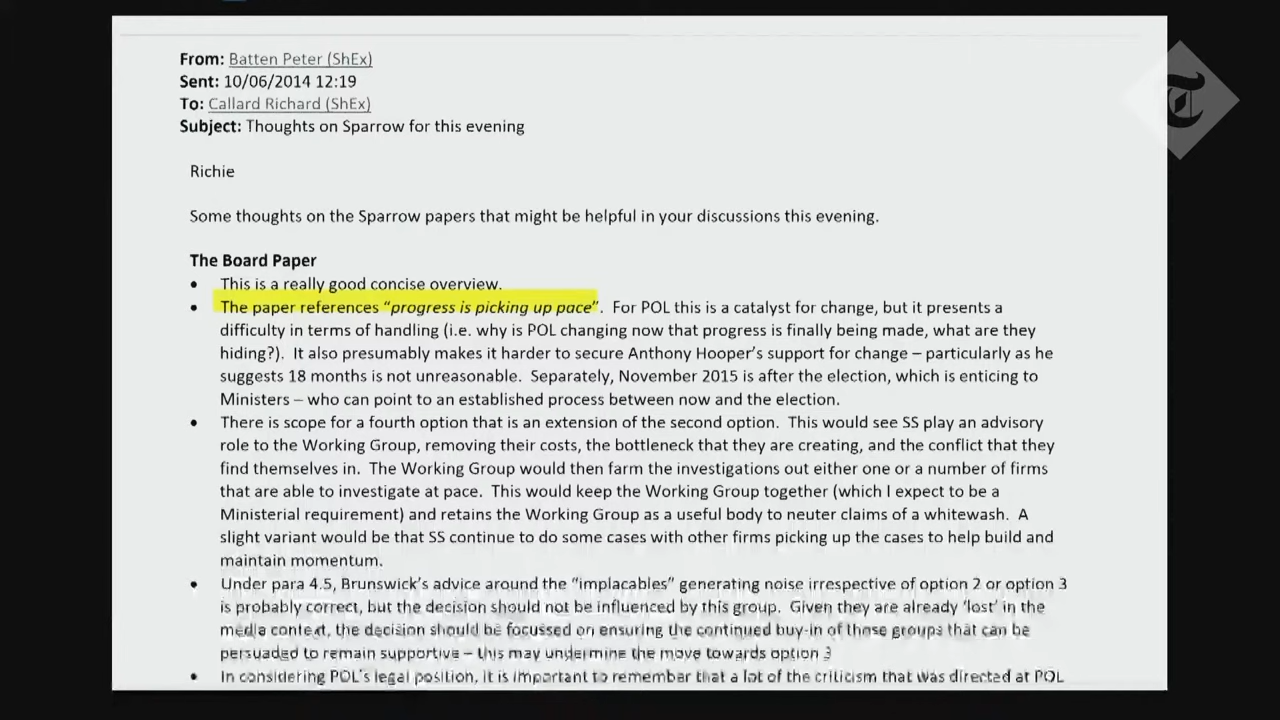 From: Batten Peter (ShEx)
Sent: 10/06/2014 12:19
To: Callard Richard (ShEx)
Subject: Thoughts on Sparrow for this evening
Richie
Some thoughts on the Sparrow papers that might be helpful in your discussions this evening.
The Board Paper
• This is a really good concise overview.
• The paper references “progress is picking up pace”. For POL this is a catalyst for change, but it presents a
difficulty in terms of handling (i.e. why is POL changing now that progress is finally being made, what are they
hiding?). It also presumably makes it harder to secure Anthony Hooper’s support for change – particularly as he
suggests 18 months is not unreasonable. Separately, November 2015 is after the election, which is enticing to
Ministers – who can point to an established process between now and the election.
• There is scope for a fourth option that is an extension of the second option. This would see SS play an advisory
role to the Working Group, removing their costs, the bottleneck that they are creating, and the conflict that they
find themselves in. The Working Group would then farm the investigations out either one or a number of firms
that are able to investigate at pace. This would keep the Working Group together (which I expect to be a
Ministerial requirement) and retains the Working Group as a useful body to neuter claims of a whitewash. A
slight variant would be that SS continue to do some cases with other firms picking up the cases to help build and
maintain momentum.
• Under para 4.5, Brunswick’s advice around the “implacables” generating noise irrespective of option 2 or option 3
is probably correct, but the decision should not be influenced by this group. Given they are already ‘lost’ in the
media context, the decision should be focussed on ensuring the continued buy-in of those groups that can be
persuaded to remain supportive – this may undermine the move towards option 3
• In considering POL’s legal position, it is important to remember that a lot of the criticism that was directed at POL